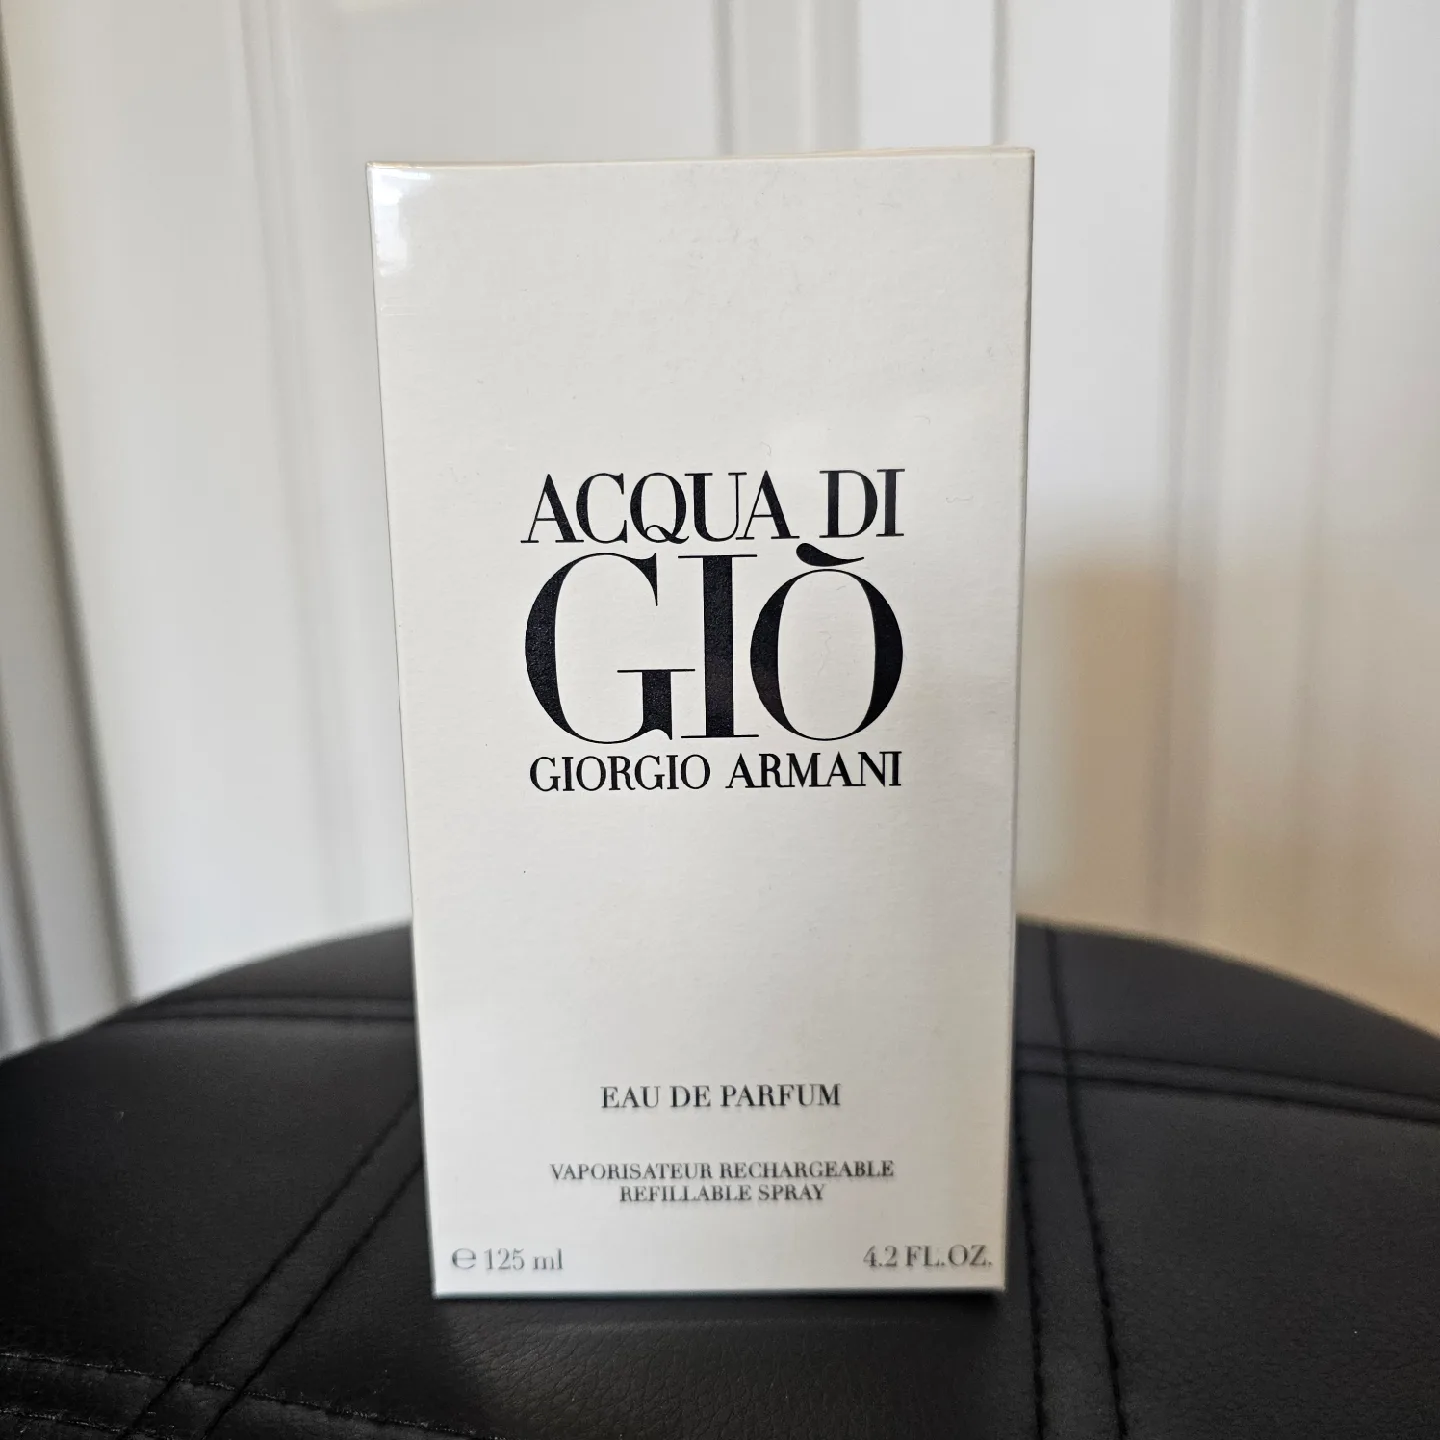 ACQUA DI
GIÒ
GIORGIO ARMANI
EAU DE PARFUM
VAPORISATEUR RECHARGEABLE
REFILLABLE SPRAY
℮ 125 ml 4.2 FL.OZ.